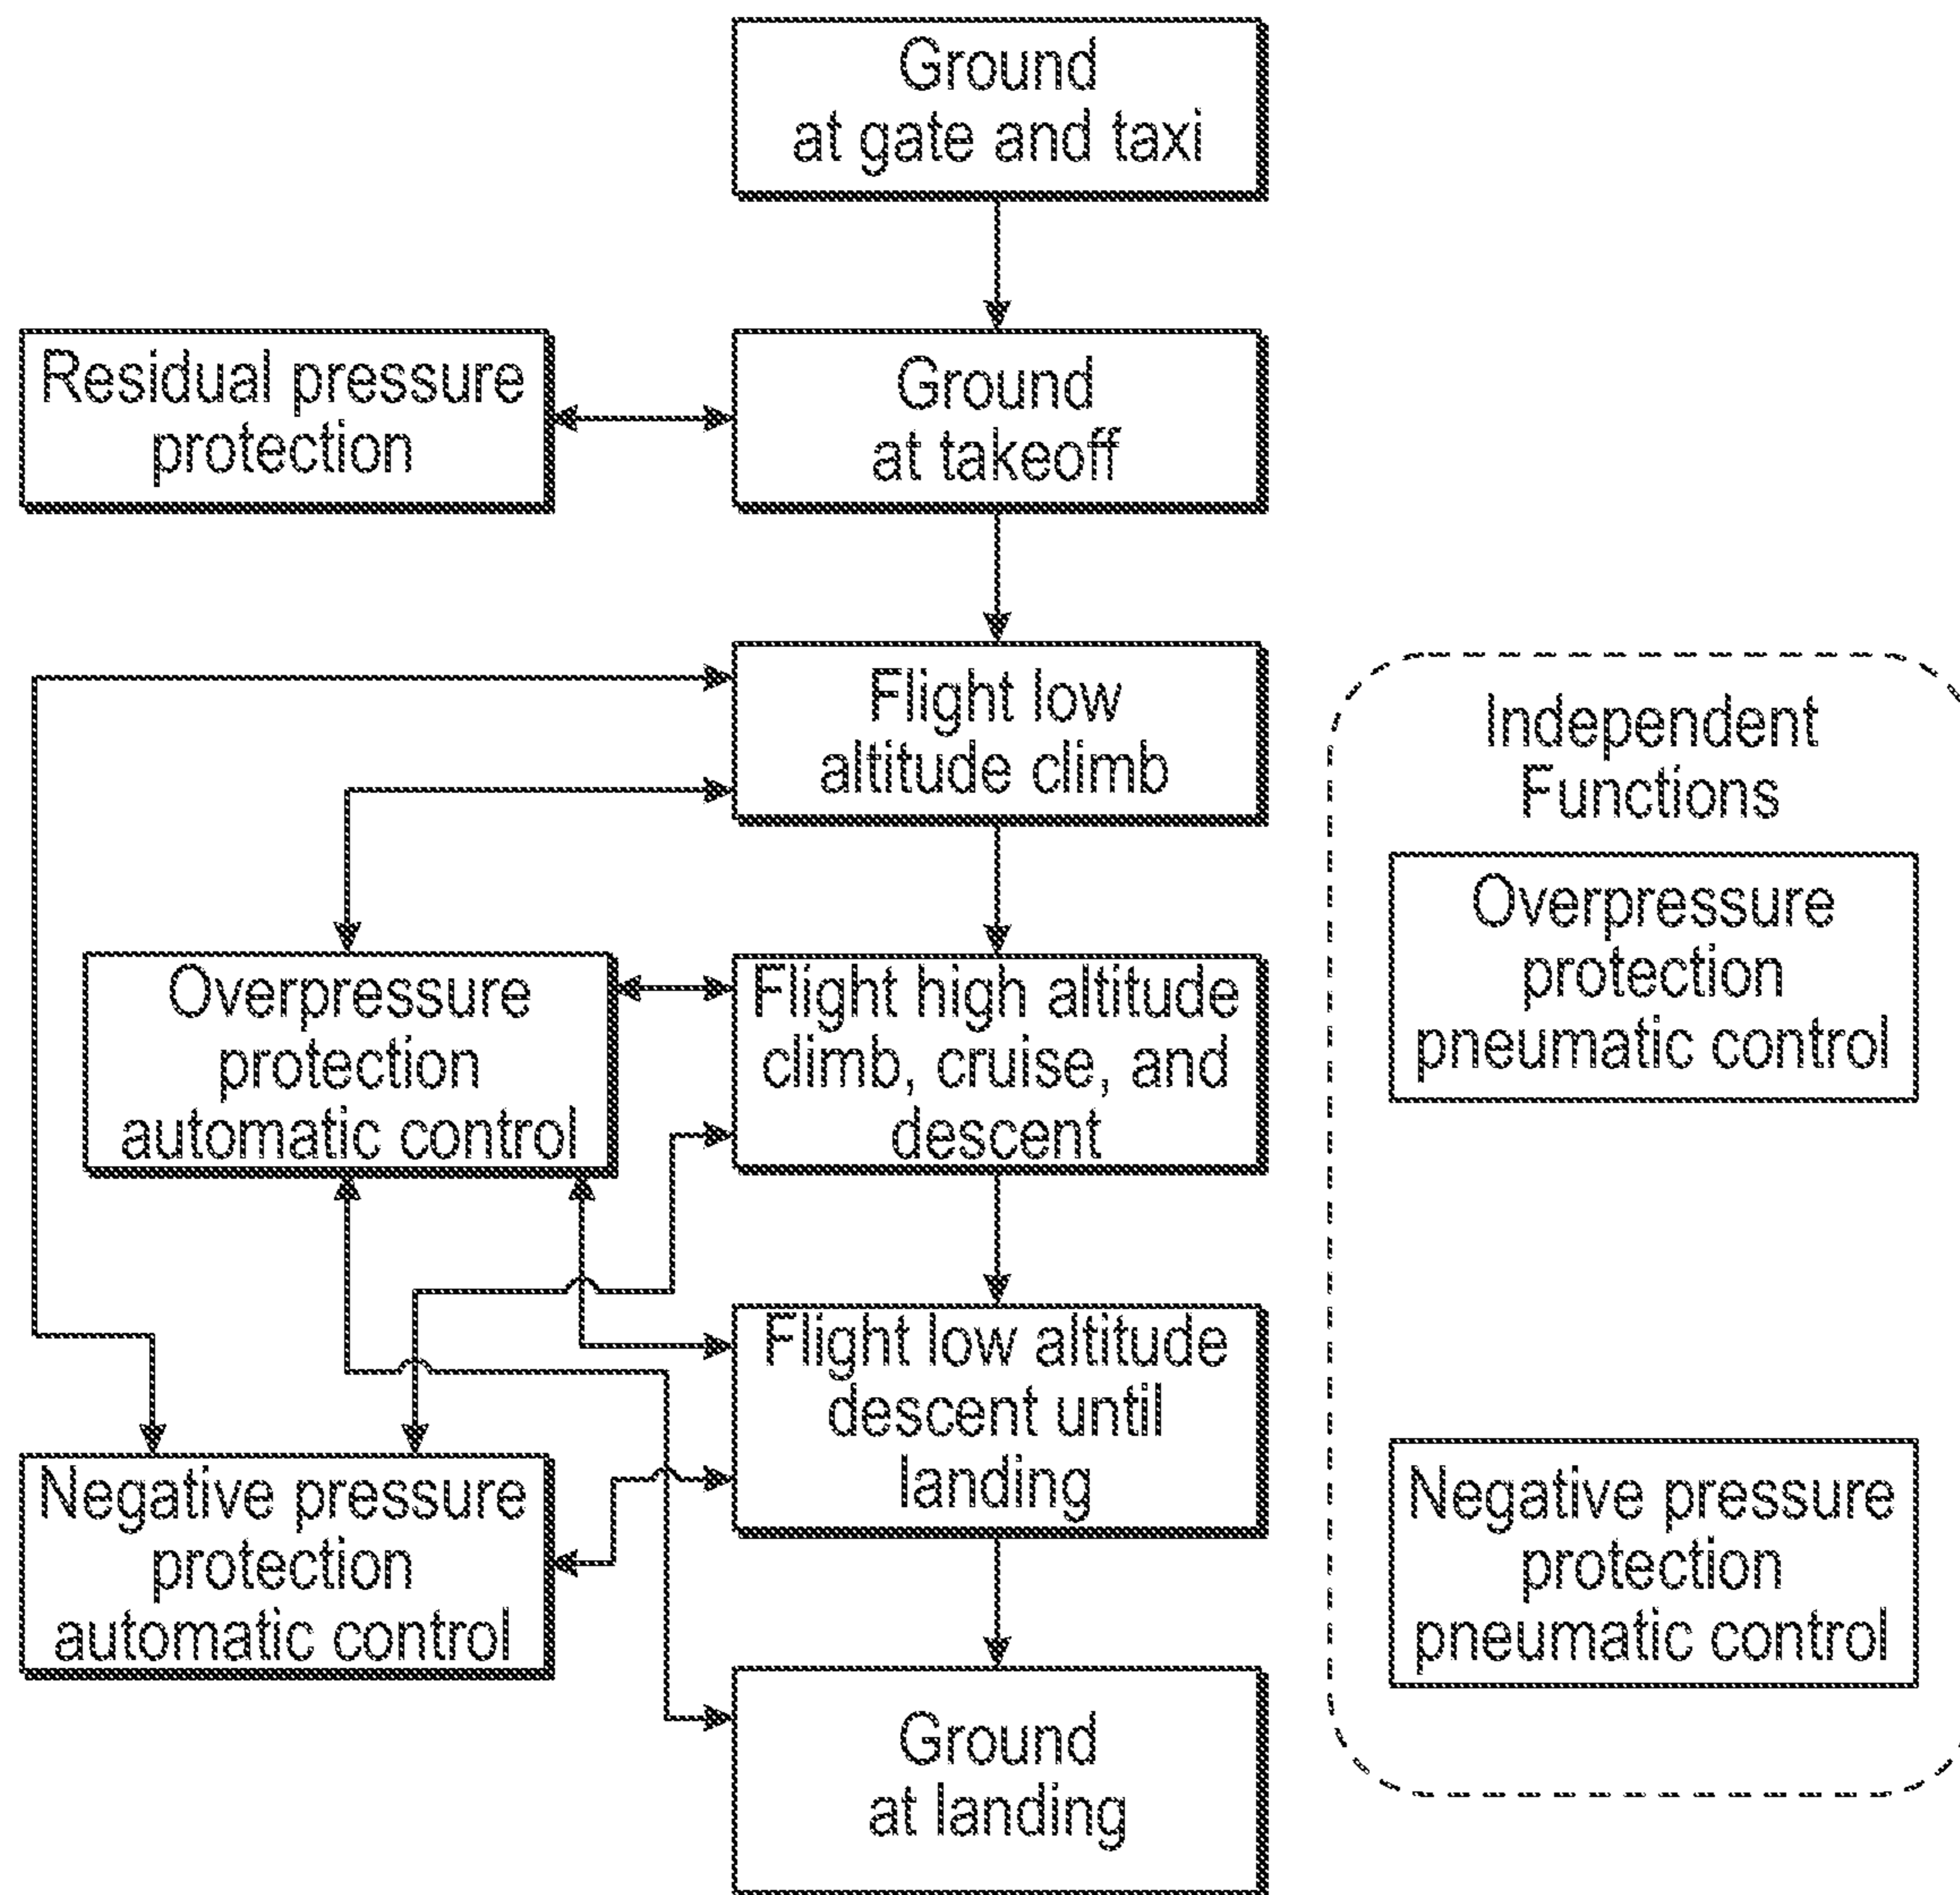 Ground
at gate and taxi
Residual pressure
protection
Ground
at takeoff
Flight low
altitude climb
Independent
Functions
Overpressure
protection
pneumatic control
Overpressure
protection
automatic control
Flight high altitude
climb, cruise, and
descent
Flight low altitude
descent until
landing
Negative pressure
protection
automatic control
Negative pressure
protection
pneumatic control
Ground
at landing